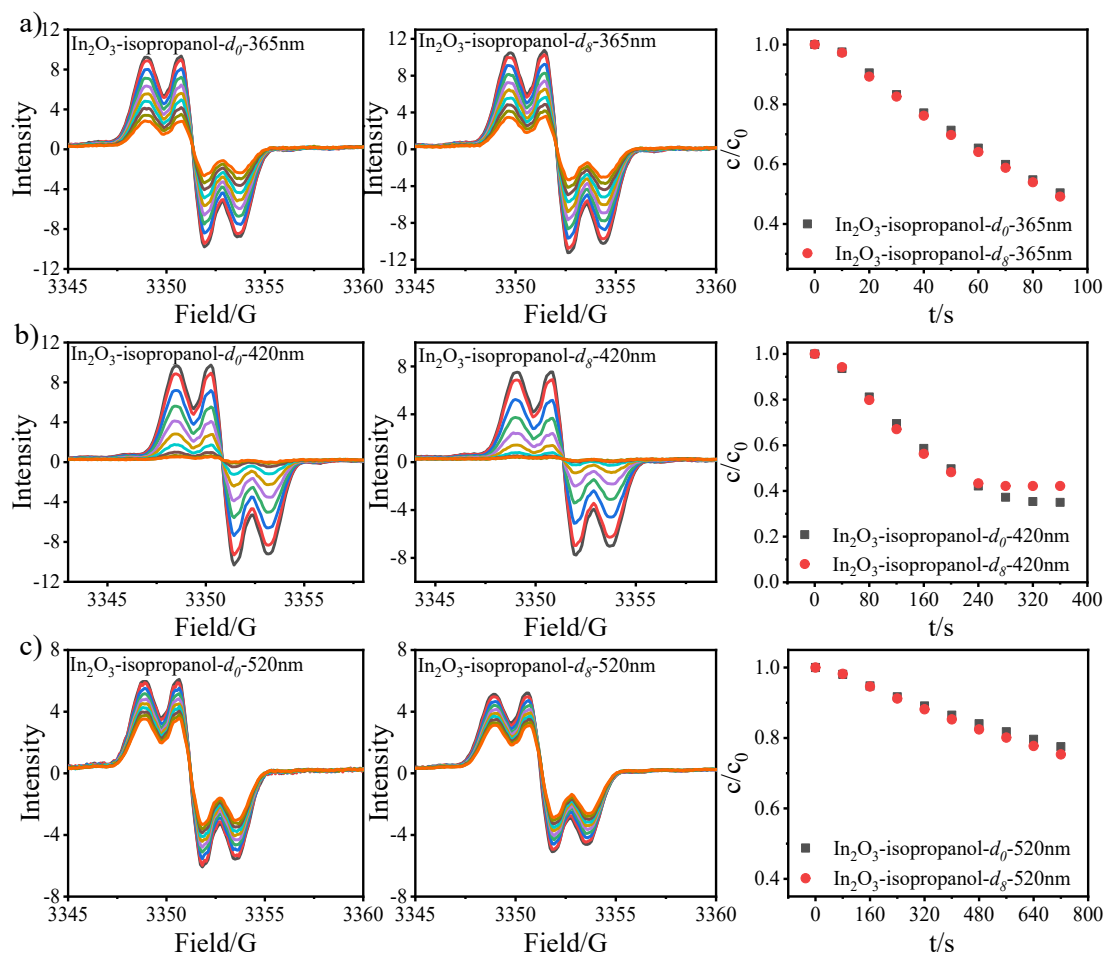 a)
In₂O₃-isopropanol-d₀-365nm
12
8
4
0
-4
-8
-12
Intensity
3345 3350 3355 3360
Field/G
In₂O₃-isopropanol-d₈-365nm
12
8
4
0
-4
-8
-12
Intensity
3345 3350 3355 3360
Field/G
1.0
0.8
0.6
0.4
c/c₀
In₂O₃-isopropanol-d₀-365nm
In₂O₃-isopropanol-d₈-365nm
0 20 40 60 80 100
t/s
b)
In₂O₃-isopropanol-d₀-420nm
12
8
4
0
-4
-8
-12
Intensity
3345 3350 3355
Field/G
In₂O₃-isopropanol-d₈-420nm
8
4
0
-4
-8
Intensity
3345 3350 3355
Field/G
1.0
0.8
0.6
0.4
0.2
0.0
c/c₀
In₂O₃-isopropanol-d₀-420nm
In₂O₃-isopropanol-d₈-420nm
0 80 160 240 320 400
t/s
c)
In₂O₃-isopropanol-d₀-520nm
8
4
0
-4
-8
Intensity
3345 3350 3355 3360
Field/G
In₂O₃-isopropanol-d₈-520nm
8
4
0
-4
-8
Intensity
3345 3350 3355 3360
Field/G
1.0
0.8
0.6
0.4
c/c₀
In₂O₃-isopropanol-d₀-520nm
In₂O₃-isopropanol-d₈-520nm
0 160 320 480 640 800
t/s